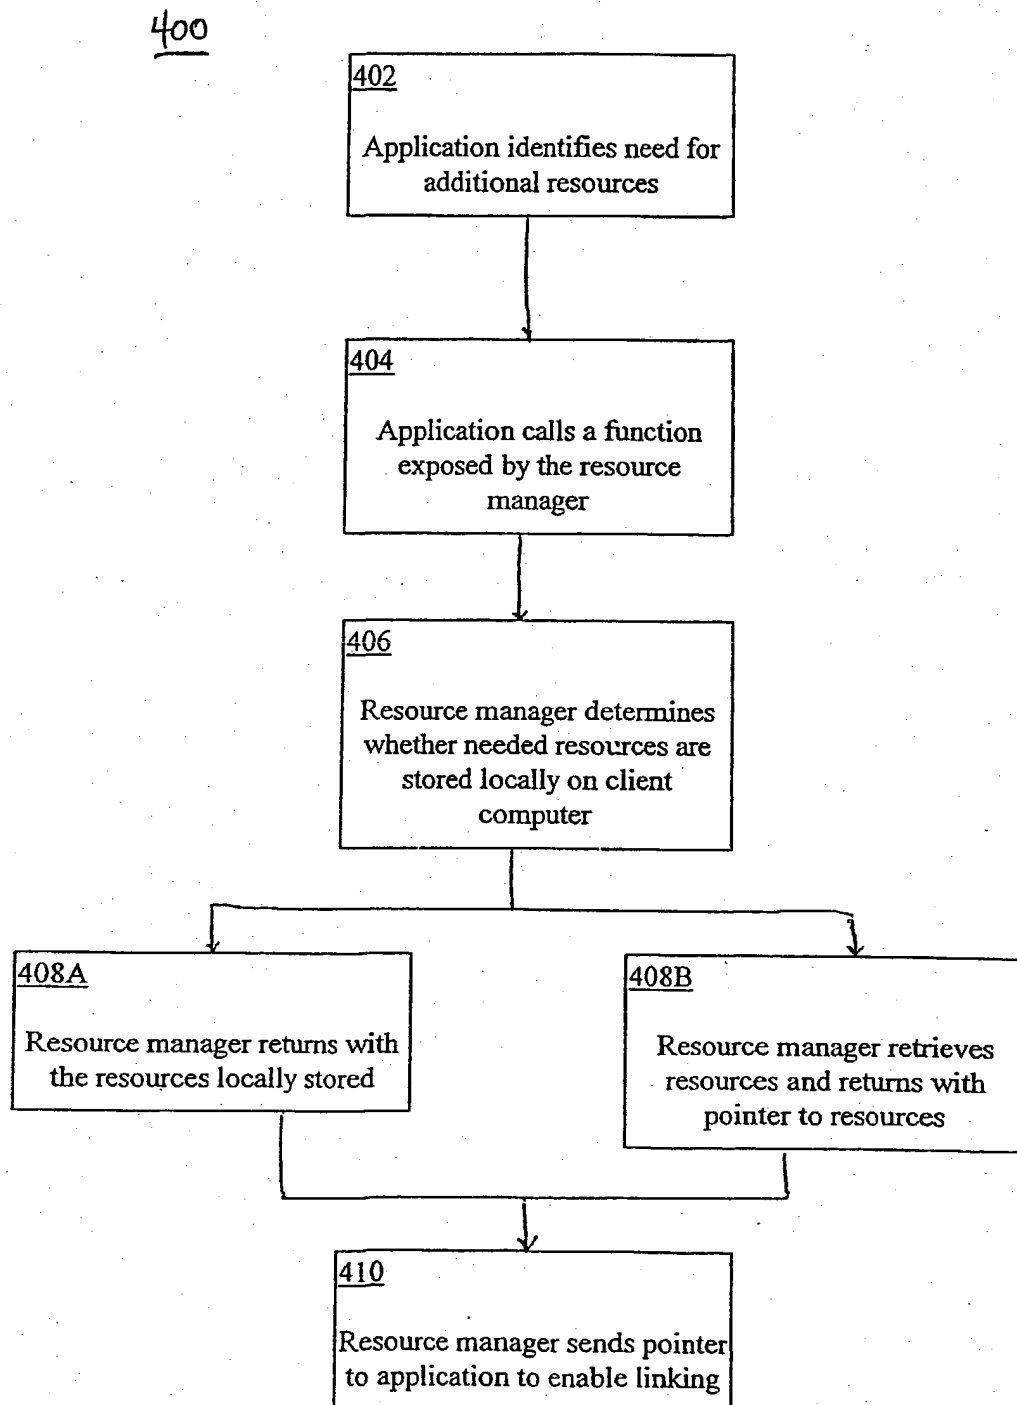 400
402
Application identifies need for
additional resources
404
Application calls a function
exposed by the resource
manager
406
Resource manager determines
whether needed resources are
stored locally on client
computer
408A
Resource manager returns with
the resources locally stored
408B
Resource manager retrieves
resources and returns with
pointer to resources
410
Resource manager sends pointer
to application to enable linking